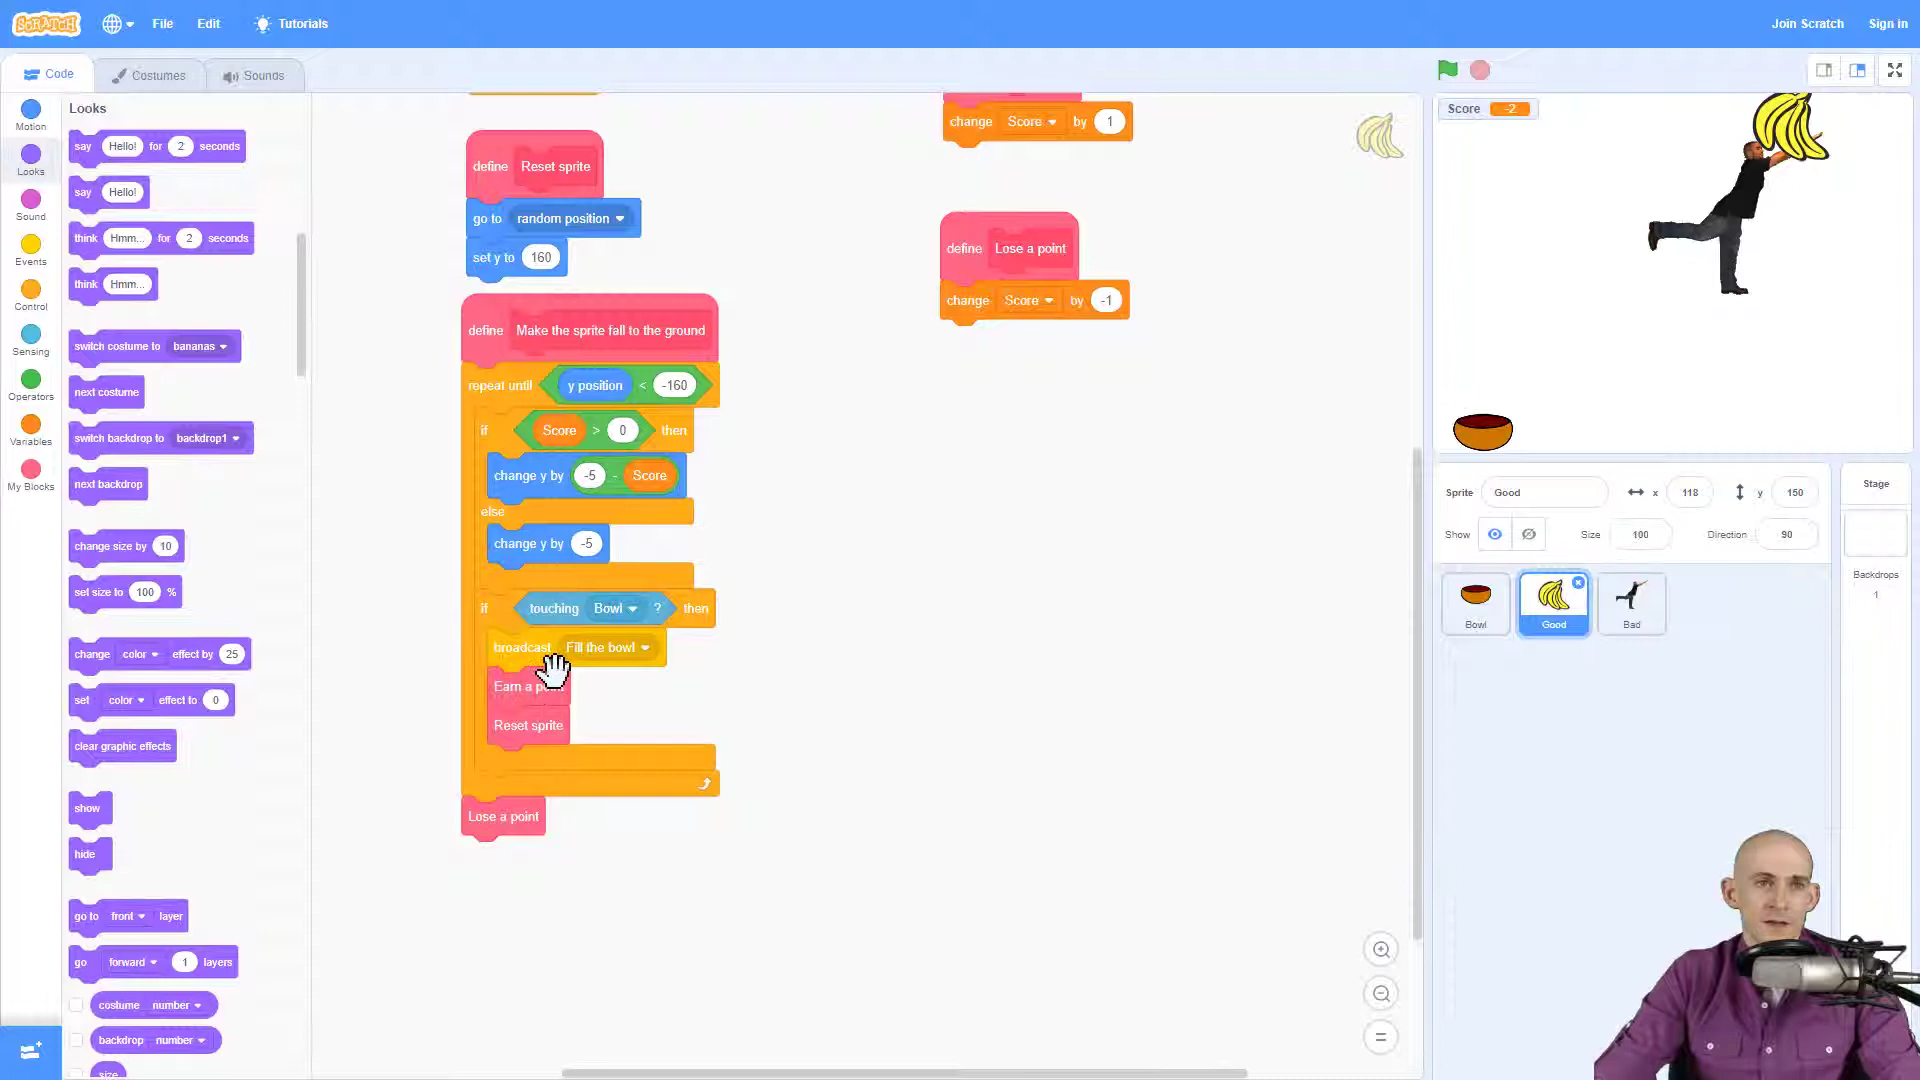 SCRATCH
File
Edit
Tutorials
Join Scratch
Sign in
Code
Costumes
Sounds
Motion
Looks
Sound
Events
Control
Sensing
Operators
Variables
My Blocks
Looks
say Hello! for 2 seconds
say Hello!
think Hmm... for 2 seconds
think Hmm...
switch costume to bananas
next costume
switch backdrop to backdrop1
next backdrop
change size by 10
set size to 100 %
change color effect by 25
set color effect to 0
clear graphic effects
show
hide
go to front layer
go forward 1 layers
costume number
backdrop number
size
define Reset sprite
go to random position
set y to 160
define Make the sprite fall to the ground
repeat until y position < -160
if Score > 0 then
change y by -5 - Score
else
change y by -5
if touching Bowl ? then
broadcast Fill the bowl
Earn a
Reset sprite
Lose a point
change Score by 1
define Lose a point
change Score by -1
Score -2
Sprite Good
x 118
y 150
Show
Size 100
Direction 90
Bowl
Good
Bad
Stage
Backdrops
1